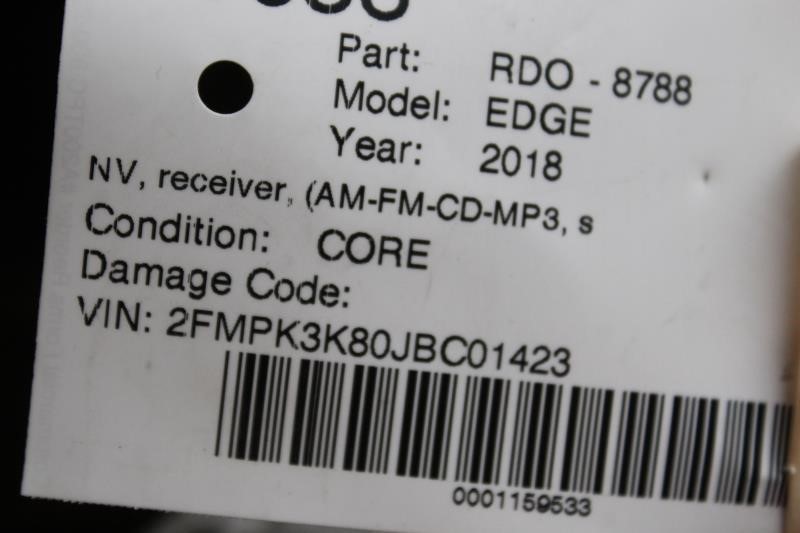 Part: RDO - 8788
Model: EDGE
Year: 2018
NV, receiver, (AM-FM-CD-MP3, s
Condition: CORE
Damage Code:
VIN: 2FMPK3K80JBC01423
0001159533